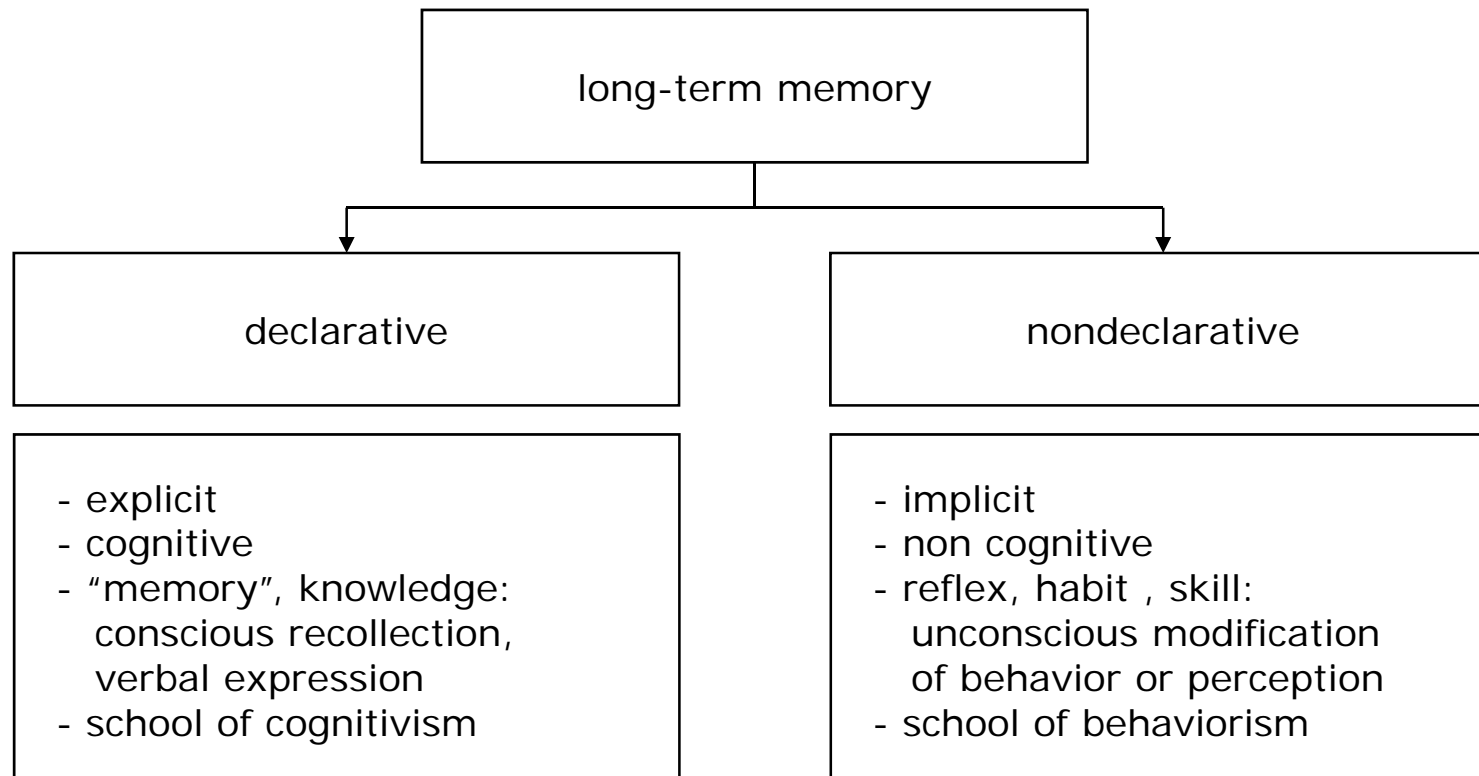 long-term memory
declarative
nondeclarative
- explicit
- cognitive
- “memory”, knowledge:
conscious recollection,
verbal expression
- school of cognitivism
- implicit
- non cognitive
- reflex, habit , skill:
unconscious modification
of behavior or perception
- school of behaviorism